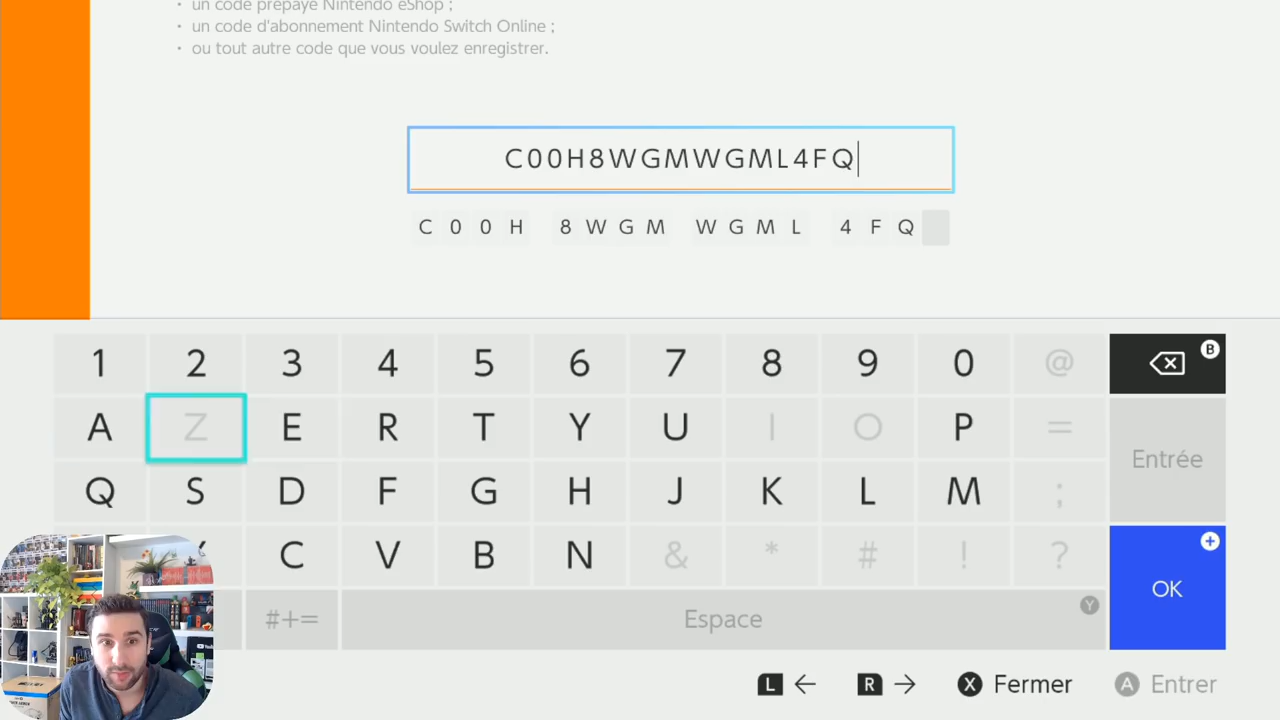 un code prépayé Nintendo eShop ;
• un code d'abonnement Nintendo Switch Online ;
• ou tout autre code que vous voulez enregistrer.
C00H8WGMWGML4FQ
C 0 0 H 8 W G M W G M L 4 F Q
1 2 3 4 5 6 7 8 9 0 @ B
A Z E R T Y U I O P =
Entrée
Q S D F G H J K L M ;
C V B N & * # ! ? +
OK
#+= Espace Y
L ← R → X Fermer A Entrer